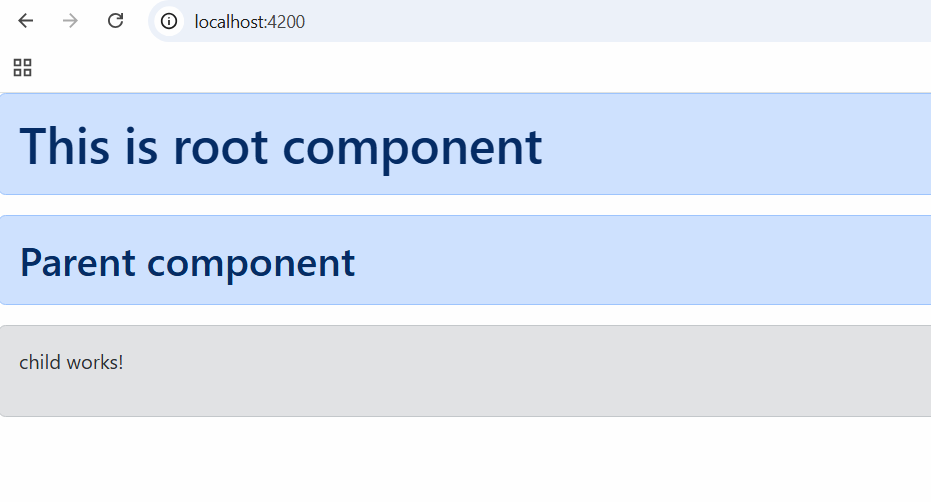 localhost:4200
This is root component
Parent component
child works!